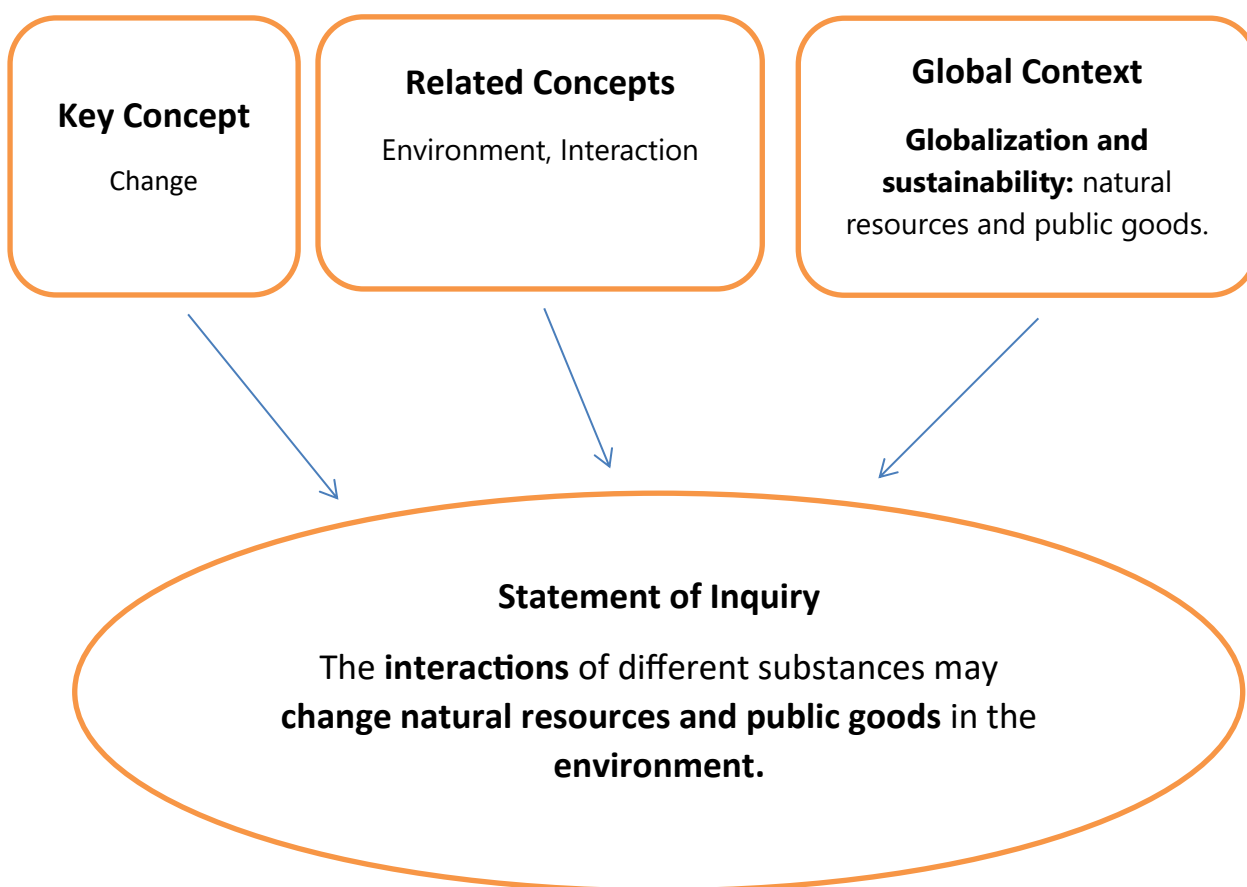 Key Concept
Change
Related Concepts
Environment, Interaction
Global Context
Globalization and
sustainability: natural
resources and public goods.
Statement of Inquiry
The interactions of different substances may
change natural resources and public goods in the
environment.